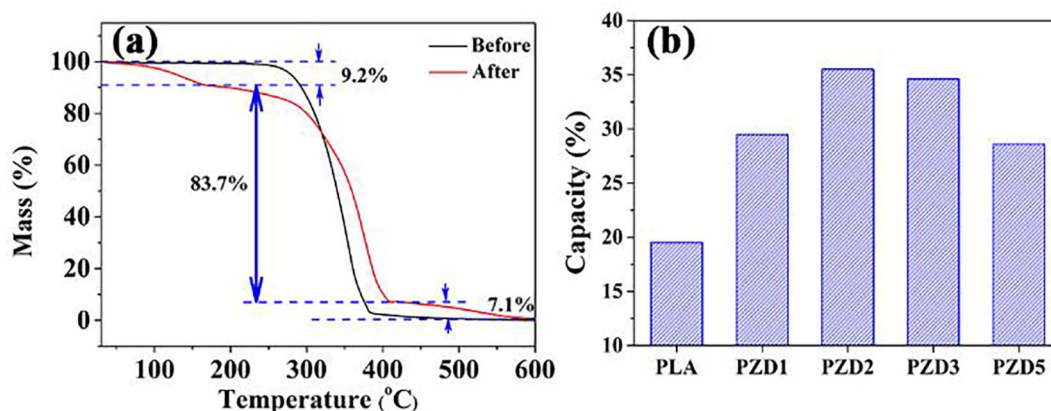 (a)
Before
After
9.2%
83.7%
7.1%
100
80
60
40
20
0
Mass (%)
100 200 300 400 500 600
Temperature (°C)
(b)
40
35
30
25
20
15
10
Capacity (%)
PLA PZD1 PZD2 PZD3 PZD5